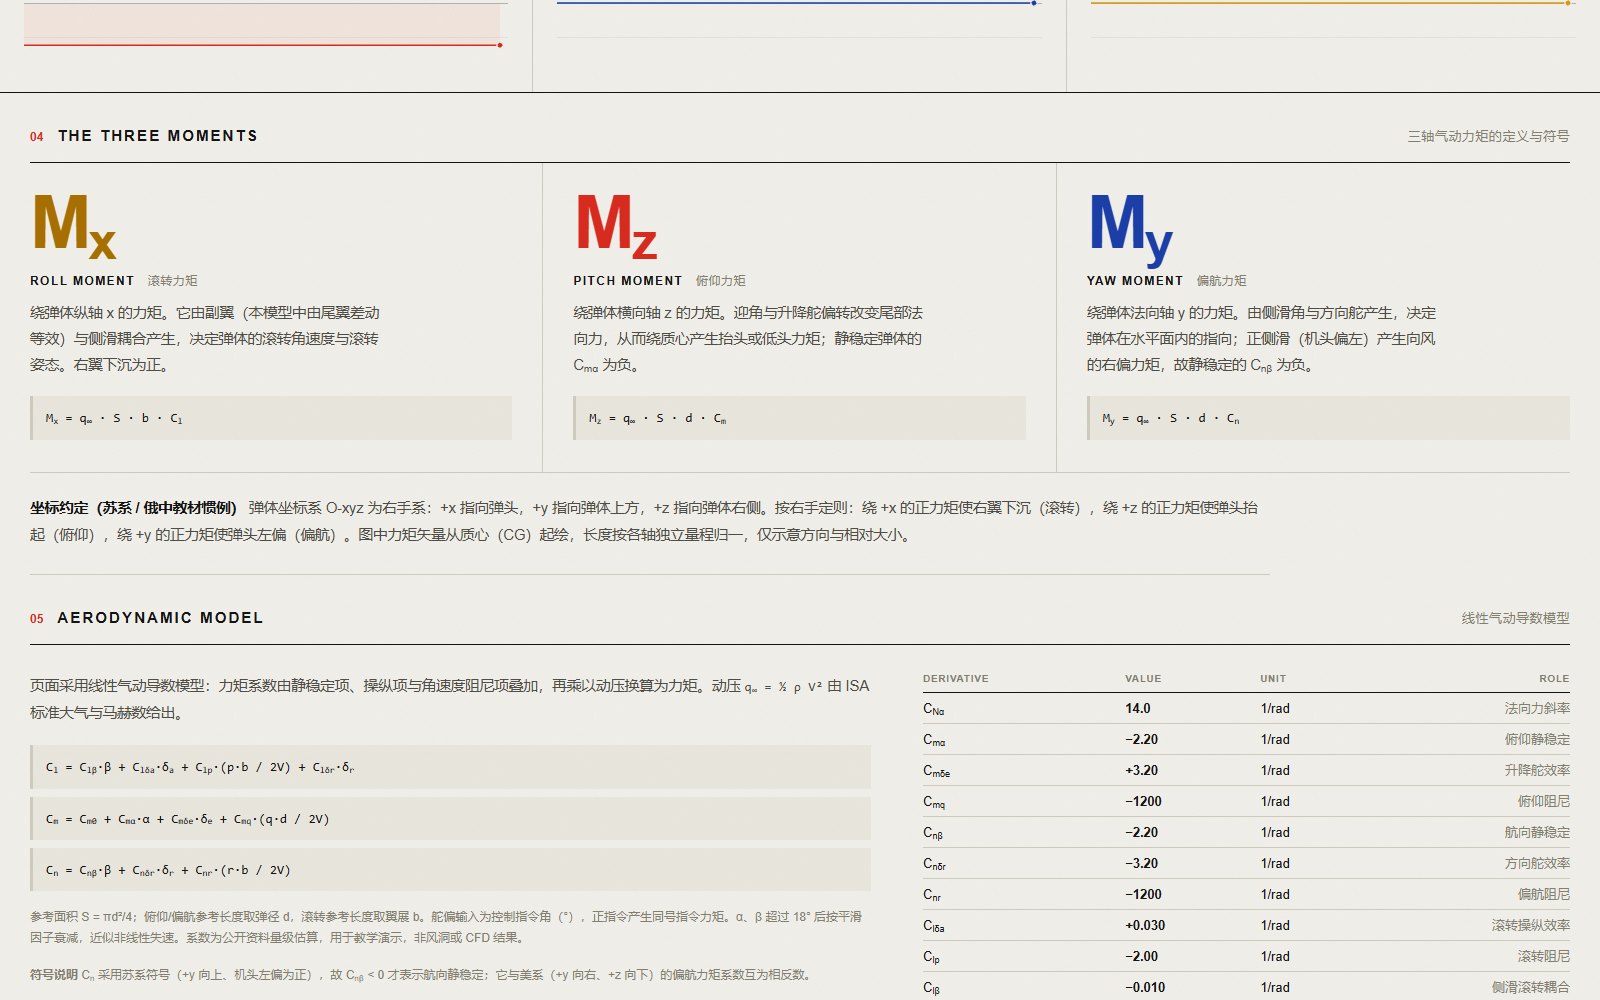 04 THE THREE MOMENTS 三轴气动力矩的定义与符号
Mx
ROLL MOMENT 滚转力矩
绕弹体纵轴 x 的力矩。它由副翼（本模型中由尾翼差动
等效）与侧滑耦合产生，决定弹体的滚转角速度与滚转
姿态。右翼下沉为正。
Mₓ = q∞ · S · b · Cl
Mz
PITCH MOMENT 俯仰力矩
绕弹体横向轴 z 的力矩。迎角与升降舵偏转改变尾部法
向力，从而绕质心产生抬头或低头力矩；静稳定弹体的
Cmα 为负。
Mz = q∞ · S · d · Cm
My
YAW MOMENT 偏航力矩
绕弹体法向轴 y 的力矩。由侧滑角与方向舵产生，决定
弹体在水平面内的指向；正侧滑（机头偏左）产生向风
的右偏力矩，故静稳定的 Cnβ 为负。
My = q∞ · S · d · Cn
坐标约定（苏系 / 俄中教材惯例） 弹体坐标系 O-xyz 为右手系：+x 指向弹头，+y 指向弹体上方，+z 指向弹体右侧。按右手定则：绕 +x 的正力矩使右翼下沉（滚转），绕 +z 的正力矩使弹头抬
起（俯仰），绕 +y 的正力矩使弹头左偏（偏航）。图中力矩矢量从质心（CG）起绘，长度按各轴独立量程归一，仅示意方向与相对大小。
05 AERODYNAMIC MODEL 线性气动导数模型
页面采用线性气动导数模型：力矩系数由静稳定项、操纵项与角速度阻尼项叠加，再乘以动压换算为力矩。动压 q∞ = ½ ρ V² 由 ISA
标准大气与马赫数给出。
Cl = Clβ·β + Clδa·δa + Clp·(p·b / 2V) + Clδr·δr
Cm = Cm0 + Cmα·α + Cmδe·δe + Cmq·(q·d / 2V)
Cn = Cnβ·β + Cnδr·δr + Cnr·(r·b / 2V)
参考面积 S = πd²/4；俯仰/偏航参考长度取弹径 d，滚转参考长度取翼展 b。舵偏输入为控制指令角（°），正指令产生同号指令力矩。α、β 超过 18° 后按平滑
因子衰减，近似非线性失速。系数为公开资料量级估算，用于教学演示，非风洞或 CFD 结果。
符号说明 Cn 采用苏系符号（+y 向上、机头左偏为正），故 Cnβ < 0 才表示航向静稳定；它与美系（+y 向右、+z 向下）的偏航力矩系数互为相反数。
DERIVATIVE VALUE UNIT ROLE
CNα 14.0 1/rad 法向力斜率
Cmα −2.20 1/rad 俯仰静稳定
Cmδe +3.20 1/rad 升降舵效率
Cmq −1200 1/rad 俯仰阻尼
Cnβ −2.20 1/rad 航向静稳定
Cnδr −3.20 1/rad 方向舵效率
Cnr −1200 1/rad 偏航阻尼
Clδa +0.030 1/rad 滚转操纵效率
Clp −2.00 1/rad 滚转阻尼
Clβ −0.010 1/rad 侧滑滚转耦合